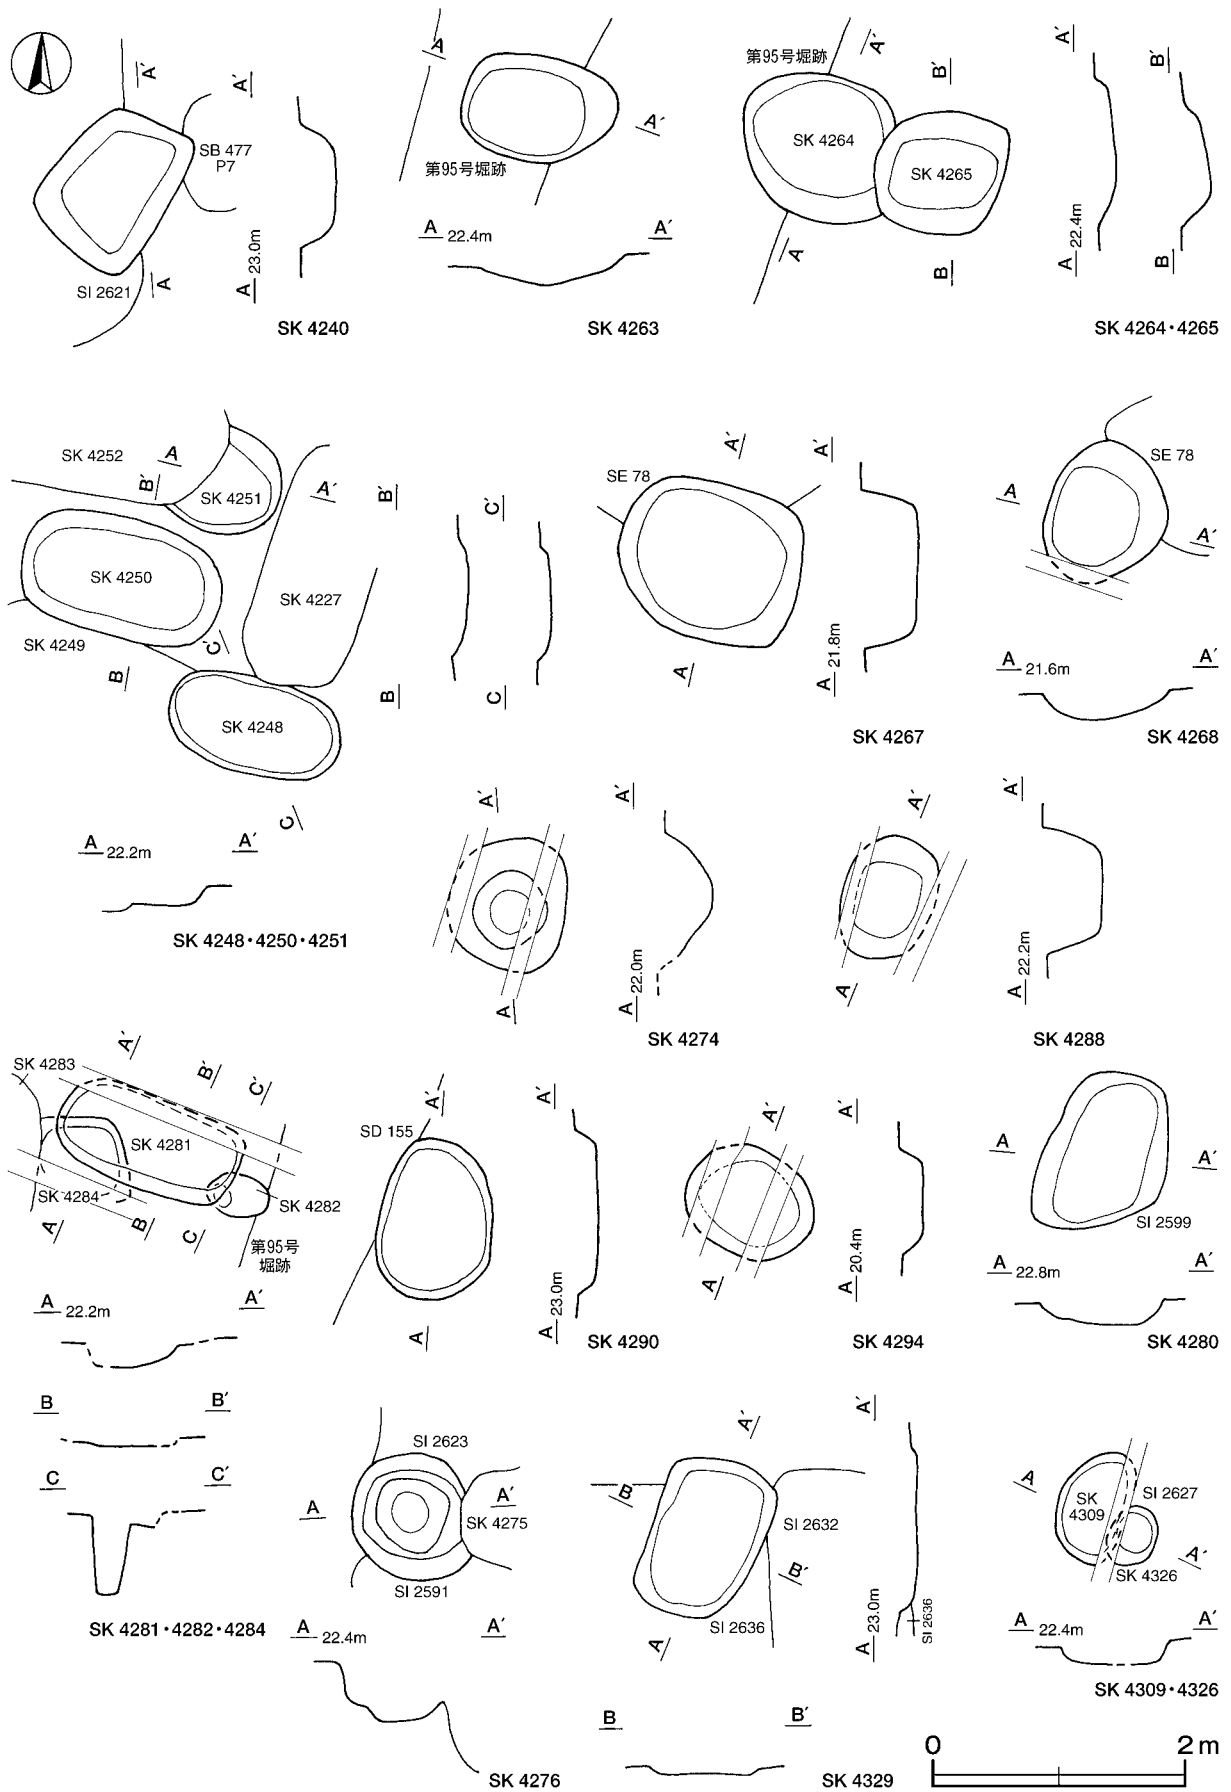 A
A′
A′
SB 477
P7
SI 2621
A
A 23.0m
SK 4240
A
A′
第95号堀跡
A 22.4m
A′
SK 4263
第95号堀跡
A′
B′
SK 4264
SK 4265
A
B
A′
B′
A 22.4m
B
SK 4264・4265
SK 4252
A
B′
SK 4251
A′
B′
C′
SK 4250
SK 4227
SK 4249
C′
B
B
C
SK 4248
C
A 22.2m
A′
SK 4248・4250・4251
A′
A′
SE 78
A
A 21.8m
SK 4267
SE 78
A
A′
A 21.6m
A′
SK 4268
A′
A′
A
A 22.0m
SK 4274
A′
A′
A
A 22.2m
SK 4288
A′
SK 4283
B′
C′
SK 4281
SK 4284
SK 4282
A
B
C
第95号
堀跡
A 22.2m
A′
B
B′
C
C′
SK 4281・4282・4284
A′
A′
SD 155
A
A 23.0m
SK 4290
A′
A′
A
A 20.4m
SK 4294
A
A′
SI 2599
A 22.8m
A′
SK 4280
SI 2623
A
A′
SK 4275
SI 2591
A 22.4m
A′
SK 4276
A′
A′
B
SI 2632
B′
SI 2636
A
A 23.0m
SI 2636
B
B′
SK 4329
A
SK
4309
SI 2627
A′
SK 4326
A 22.4m
A′
SK 4309・4326
0
2 m